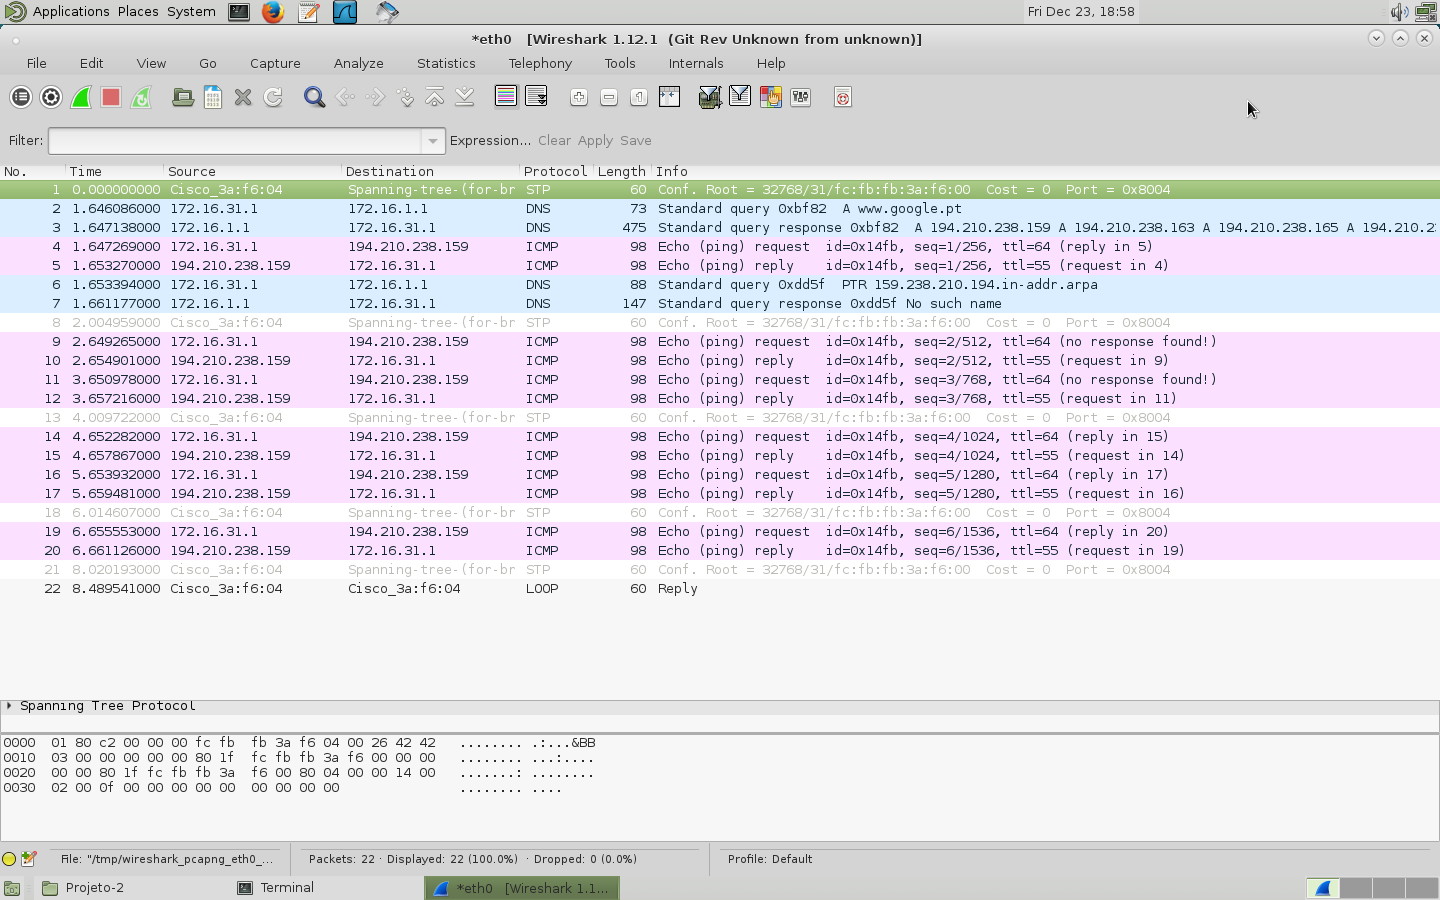 Applications Places System Fri Dec 23, 18:58
*eth0 [Wireshark 1.12.1 (Git Rev Unknown from unknown)]
File Edit View Go Capture Analyze Statistics Telephony Tools Internals Help
Filter: Expression... Clear Apply Save
No. Time Source Destination Protocol Length Info
1 0.000000000 Cisco_3a:f6:04 Spanning-tree-(for-br STP 60 Conf. Root = 32768/31/fc:fb:fb:3a:f6:00 Cost = 0 Port = 0x8004
2 1.646086000 172.16.31.1 172.16.1.1 DNS 73 Standard query 0xbf82 A www.google.pt
3 1.647138000 172.16.1.1 172.16.31.1 DNS 475 Standard query response 0xbf82 A 194.210.238.159 A 194.210.238.163 A 194.210.238.165 A 194.210.2
4 1.647269000 172.16.31.1 194.210.238.159 ICMP 98 Echo (ping) request id=0x14fb, seq=1/256, ttl=64 (reply in 5)
5 1.653270000 194.210.238.159 172.16.31.1 ICMP 98 Echo (ping) reply id=0x14fb, seq=1/256, ttl=55 (request in 4)
6 1.653394000 172.16.31.1 172.16.1.1 DNS 88 Standard query 0xdd5f PTR 159.238.210.194.in-addr.arpa
7 1.661177000 172.16.1.1 172.16.31.1 DNS 147 Standard query response 0xdd5f No such name
8 2.004959000 Cisco_3a:f6:04 Spanning-tree-(for-br STP 60 Conf. Root = 32768/31/fc:fb:fb:3a:f6:00 Cost = 0 Port = 0x8004
9 2.649265000 172.16.31.1 194.210.238.159 ICMP 98 Echo (ping) request id=0x14fb, seq=2/512, ttl=64 (no response found!)
10 2.654901000 194.210.238.159 172.16.31.1 ICMP 98 Echo (ping) reply id=0x14fb, seq=2/512, ttl=55 (request in 9)
11 3.650978000 172.16.31.1 194.210.238.159 ICMP 98 Echo (ping) request id=0x14fb, seq=3/768, ttl=64 (no response found!)
12 3.657216000 194.210.238.159 172.16.31.1 ICMP 98 Echo (ping) reply id=0x14fb, seq=3/768, ttl=55 (request in 11)
13 4.009722000 Cisco_3a:f6:04 Spanning-tree-(for-br STP 60 Conf. Root = 32768/31/fc:fb:fb:3a:f6:00 Cost = 0 Port = 0x8004
14 4.652282000 172.16.31.1 194.210.238.159 ICMP 98 Echo (ping) request id=0x14fb, seq=4/1024, ttl=64 (reply in 15)
15 4.657867000 194.210.238.159 172.16.31.1 ICMP 98 Echo (ping) reply id=0x14fb, seq=4/1024, ttl=55 (request in 14)
16 5.653932000 172.16.31.1 194.210.238.159 ICMP 98 Echo (ping) request id=0x14fb, seq=5/1280, ttl=64 (reply in 17)
17 5.659481000 194.210.238.159 172.16.31.1 ICMP 98 Echo (ping) reply id=0x14fb, seq=5/1280, ttl=55 (request in 16)
18 6.014607000 Cisco_3a:f6:04 Spanning-tree-(for-br STP 60 Conf. Root = 32768/31/fc:fb:fb:3a:f6:00 Cost = 0 Port = 0x8004
19 6.655553000 172.16.31.1 194.210.238.159 ICMP 98 Echo (ping) request id=0x14fb, seq=6/1536, ttl=64 (reply in 20)
20 6.661126000 194.210.238.159 172.16.31.1 ICMP 98 Echo (ping) reply id=0x14fb, seq=6/1536, ttl=55 (request in 19)
21 8.020193000 Cisco_3a:f6:04 Spanning-tree-(for-br STP 60 Conf. Root = 32768/31/fc:fb:fb:3a:f6:00 Cost = 0 Port = 0x8004
22 8.489541000 Cisco_3a:f6:04 Cisco_3a:f6:04 LOOP 60 Reply
Spanning Tree Protocol
0000 01 80 c2 00 00 00 fc fb fb 3a f6 04 00 26 42 42 ........ .:...&BB
0010 03 00 00 00 00 00 80 1f fc fb fb 3a f6 00 00 00 ........ ...:....
0020 00 00 80 1f fc fb fb 3a f6 00 80 04 00 00 14 00 .......: ........
0030 02 00 0f 00 00 00 00 00 00 00 00 00 ........ ....
File: "/tmp/wireshark_pcapng_eth0_... Packets: 22 · Displayed: 22 (100.0%) · Dropped: 0 (0.0%) Profile: Default
Projeto-2 Terminal *eth0 [Wireshark 1.1...